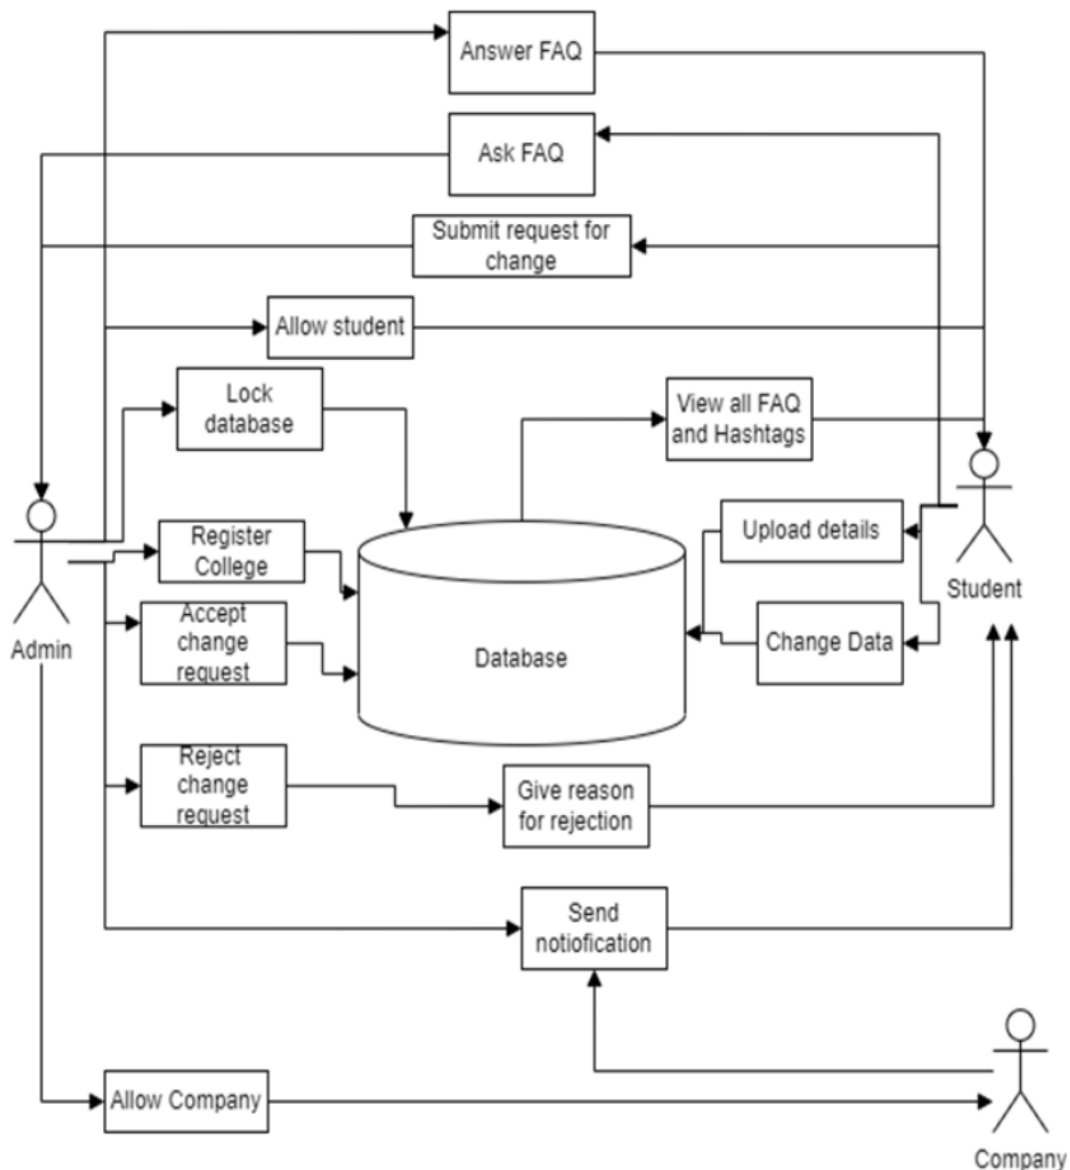 Answer FAQ
Ask FAQ
Submit request for
change
Allow student
Lock
database
View all FAQ
and Hashtags
Register
College
Upload details
Student
Accept
change
request
Admin
Database
Change Data
Reject
change
request
Give reason
for rejection
Send
notiofication
Allow Company
Company